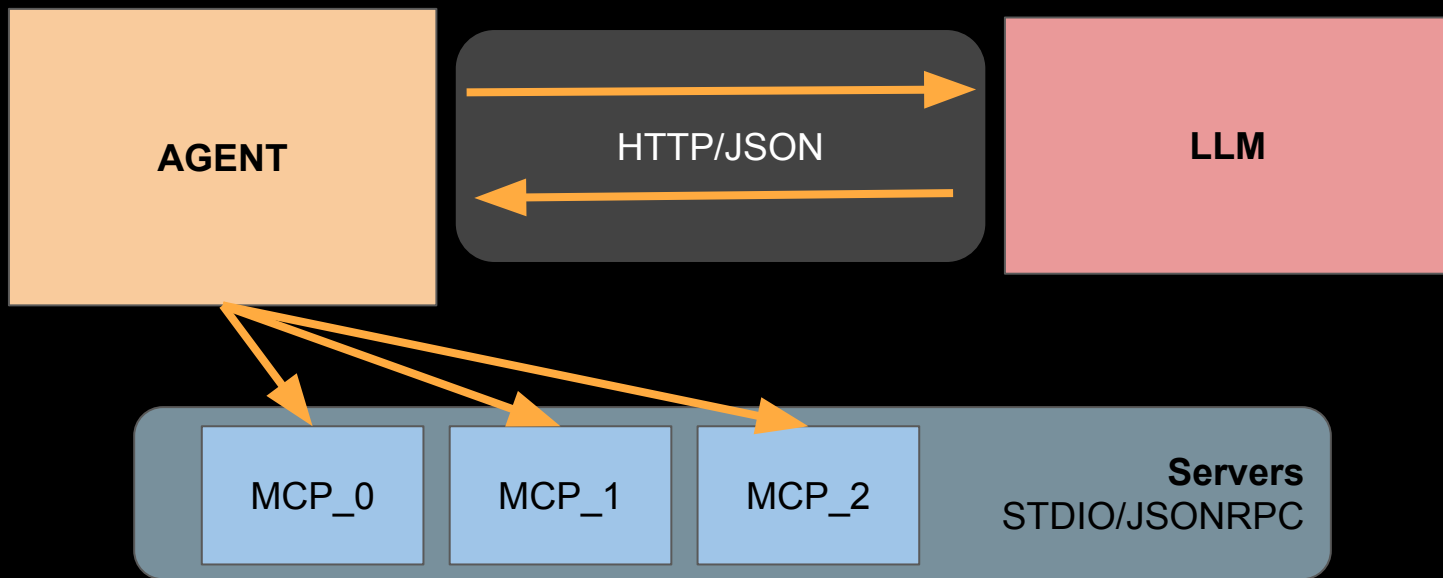 AGENT
HTTP/JSON
LLM
MCP_0
MCP_1
MCP_2
Servers
STDIO/JSONRPC